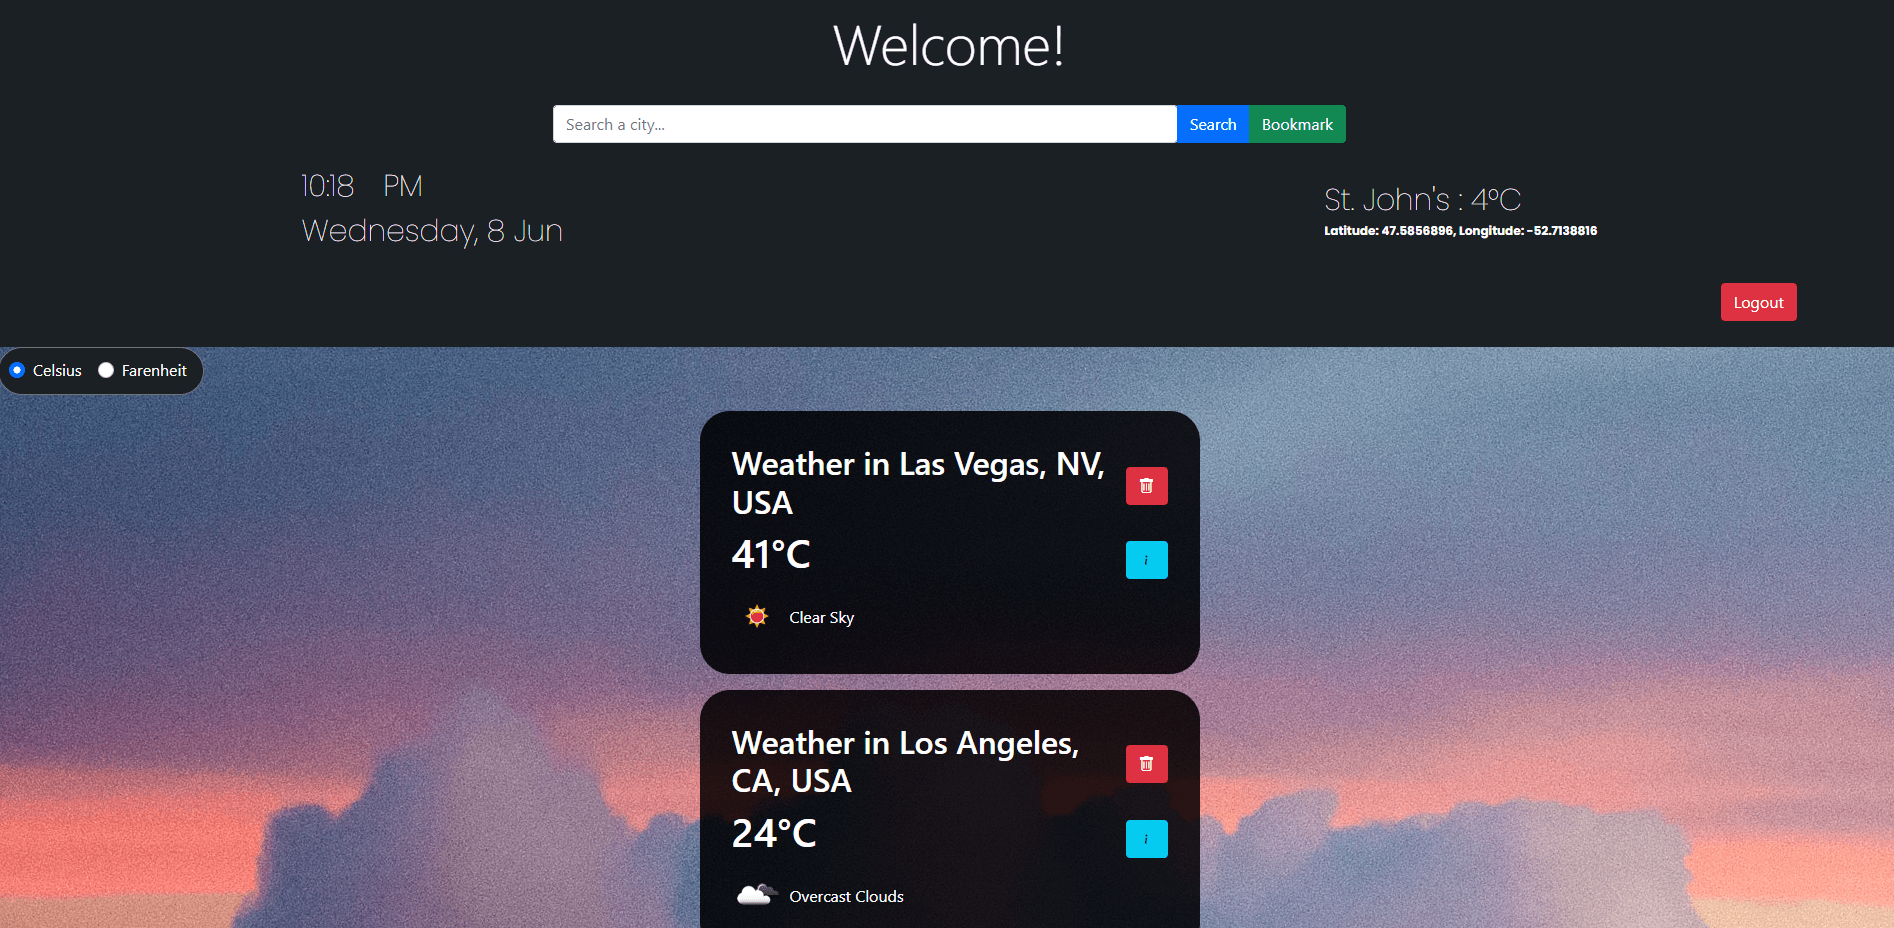 Welcome!
Search a city...
Search
Bookmark
10:18 PM
Wednesday, 8 Jun
St. John's : 4°C
Latitude: 47.5856896, Longitude: -52.7138816
Logout
Celsius
Farenheit
Weather in Las Vegas, NV,
USA
41°C
i
Clear Sky
Weather in Los Angeles,
CA, USA
24°C
i
Overcast Clouds